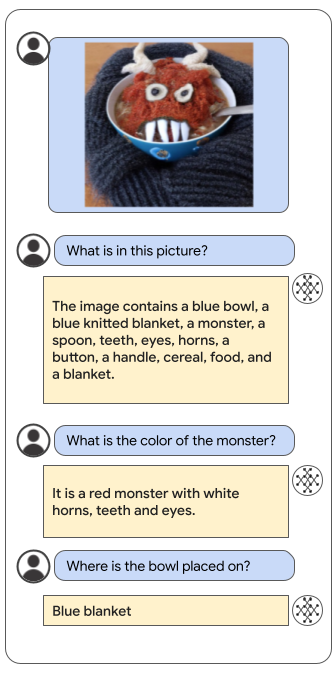 What is in this picture?
The image contains a blue bowl, a
blue knitted blanket, a monster, a
spoon, teeth, eyes, horns, a
button, a handle, cereal, food, and
a blanket.
What is the color of the monster?
It is a red monster with white
horns, teeth and eyes.
Where is the bowl placed on?
Blue blanket